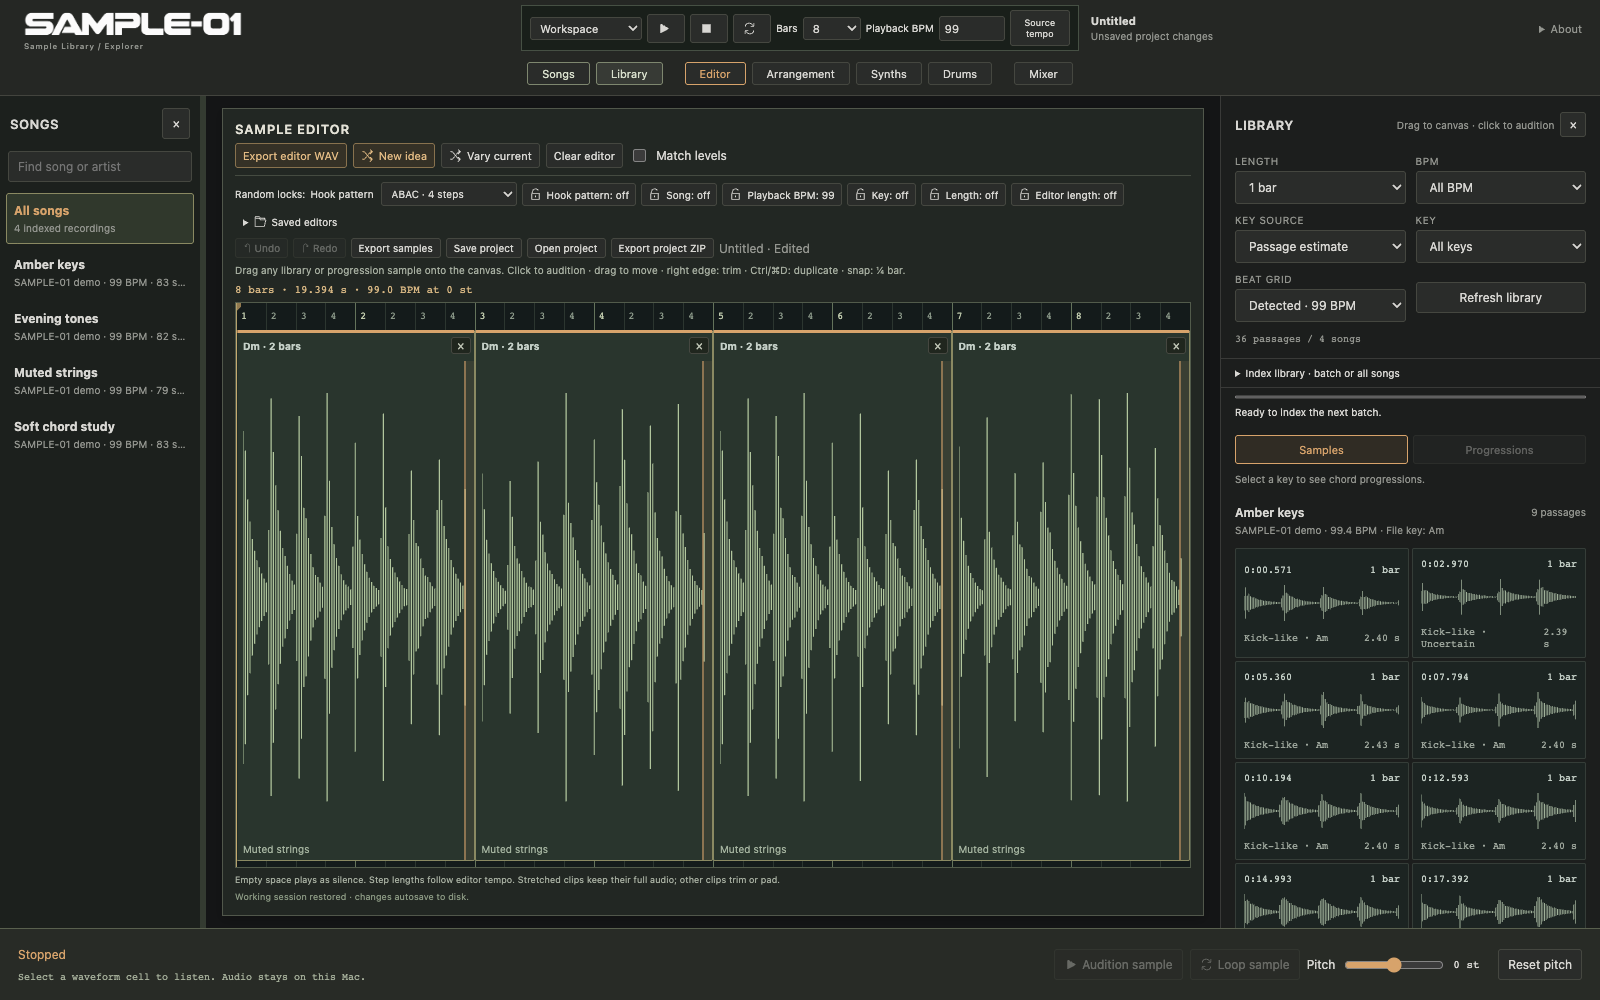 SAMPLE-01
Sample Library / Explorer
Workspace
Bars 8 Playback BPM 99 Source tempo
Untitled
Unsaved project changes
About
Songs Library Editor Arrangement Synths Drums Mixer
SONGS
Find song or artist
All songs
4 indexed recordings
Amber keys
SAMPLE-01 demo · 99 BPM · 83 s...
Evening tones
SAMPLE-01 demo · 99 BPM · 82 s...
Muted strings
SAMPLE-01 demo · 99 BPM · 79 s...
Soft chord study
SAMPLE-01 demo · 99 BPM · 83 s...
SAMPLE EDITOR
Export editor WAV New idea Vary current Clear editor Match levels
Random locks: Hook pattern ABAC · 4 steps Hook pattern: off Song: off Playback BPM: 99 Key: off Length: off Editor length: off
Saved editors
Undo Redo Export samples Save project Open project Export project ZIP Untitled · Edited
Drag any library or progression sample onto the canvas. Click to audition · drag to move · right edge: trim · Ctrl/⌘D: duplicate · snap: ¼ bar.
8 bars · 19.394 s · 99.0 BPM at 0 st
1 2 3 4 2 2 3 4 3 2 3 4 4 2 3 4 5 2 3 4 6 2 3 4 7 2 3 4 8 2 3 4
Dm · 2 bars × Dm · 2 bars × Dm · 2 bars × Dm · 2 bars ×
Muted strings Muted strings Muted strings Muted strings
Empty space plays as silence. Step lengths follow editor tempo. Stretched clips keep their full audio; other clips trim or pad.
Working session restored · changes autosave to disk.
LIBRARY
Drag to canvas · click to audition ×
LENGTH BPM
1 bar All BPM
KEY SOURCE KEY
Passage estimate All keys
BEAT GRID
Detected · 99 BPM Refresh library
36 passages / 4 songs
Index library · batch or all songs
Ready to index the next batch.
Samples Progressions
Select a key to see chord progressions.
Amber keys 9 passages
SAMPLE-01 demo · 99.4 BPM · File key: Am
0:00.571 1 bar
Kick-like · Am 2.40 s
0:02.970 1 bar
Kick-like · Uncertain 2.39 s
0:05.360 1 bar
Kick-like · Am 2.43 s
0:07.794 1 bar
Kick-like · Am 2.40 s
0:10.194 1 bar
Kick-like · Am 2.40 s
0:12.593 1 bar
Kick-like · Am 2.40 s
0:14.993 1 bar
0:17.392 1 bar
Stopped
Select a waveform cell to listen. Audio stays on this Mac.
Audition sample Loop sample Pitch 0 st Reset pitch